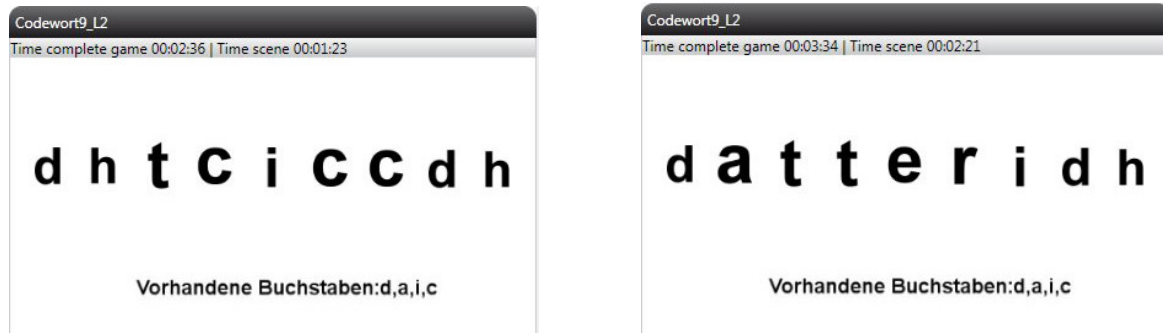 Codewort9_L2
Time complete game 00:02:36 | Time scene 00:01:23
d h t c i c c d h
Vorhandene Buchstaben:d,a,i,c
Codewort9_L2
Time complete game 00:03:34 | Time scene 00:02:21
d a t t e r i d h
Vorhandene Buchstaben:d,a,i,c